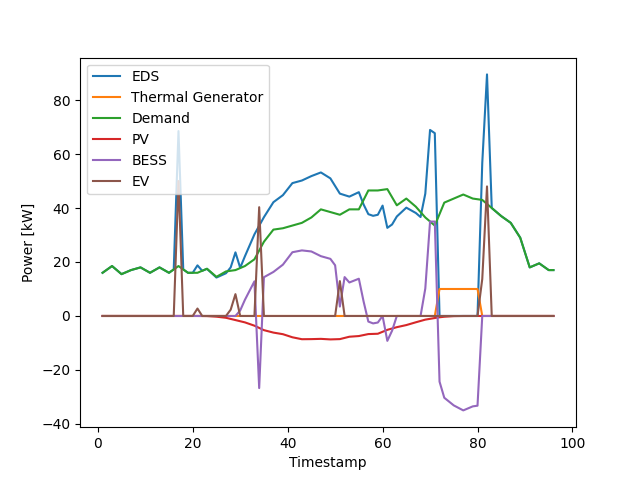 EDS
Thermal Generator
Demand
PV
BESS
EV
Power [kW]
80
60
40
20
0
−20
−40
0 20 40 60 80 100
Timestamp